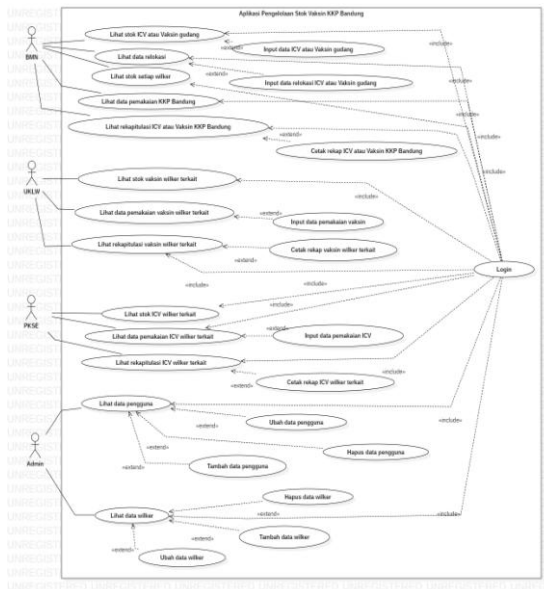 Aplikasi Pengelolaan Stok Vaksin KKP Bandung
Lihat stok ICV atau Vaksin gudang
«extend»
Input data ICV atau Vaksin gudang
«include»
BMN
Lihat data relokasi
Lihat stok setiap wilker
«extend»
Input data relokasi ICV atau Vaksin gudang
«include»
Lihat data pemakaian KKP Bandung
«include»
Lihat rekapitulasi ICV atau Vaksin KKP Bandung
«extend»
«include»
Cetak rekap ICV atau Vaksin KKP Bandung
«include»
Lihat stok vaksin wilker terkait
UKLW
Lihat data pemakaian vaksin wilker terkait
«extend»
Input data pemakaian vaksin
Lihat rekapitulasi vaksin wilker terkait
Cetak rekap vaksin wilker terkait
«extend»
Login
«include»
«include»
PKSE
Lihat stok ICV wilker terkait
«include»
Lihat data pemakaian ICV wilker terkait
«extend»
Input data pemakaian ICV
Lihat rekapitulasi ICV wilker terkait
«include»
Cetak rekap ICV wilker terkait
«extend»
Lihat data pengguna
Ubah data pengguna
«extend»
«include»
Admin
«extend»
Hapus data pengguna
«extend»
Tambah data pengguna
Hapus data wilker
Lihat data wilker
«extend»
«include»
Tambah data wilker
«extend»
«extend»
Ubah data wilker